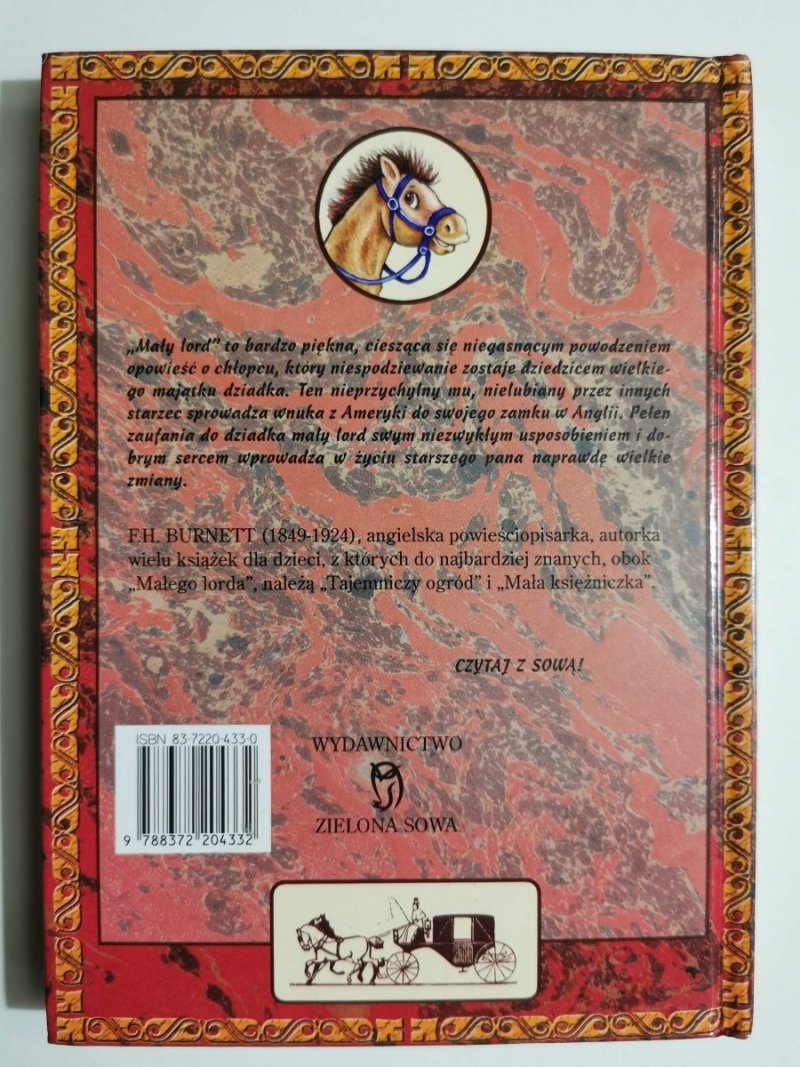 „Mały lord” to bardzo piękna, ciesząca się niegasnącym powodzeniem
opowieść o chłopcu, który niespodziewanie zostaje dziedzicem wielkie-
go majątku dziadka. Ten nieprzychylny mu, nielubiany przez innych
starzec sprowadza wnuka z Ameryki do swojego zamku w Anglii. Pełen
zaufania do dziadka mały lord swym niezwykłym usposobieniem i do-
brym sercem wprowadza w życiu starszego pana naprawdę wielkie
zmiany.
F.H. BURNETT (1849-1924), angielska powieściopisarka, autorka
wielu książek dla dzieci, z których do najbardziej znanych, obok
„Małego lorda”, należą „Tajemniczy ogród” i „Mała księżniczka”.
CZYTAJ Z SOWĄ!
ISBN 83-7220-433-0
9 788372 204332
WYDAWNICTWO
ZIELONA SOWA